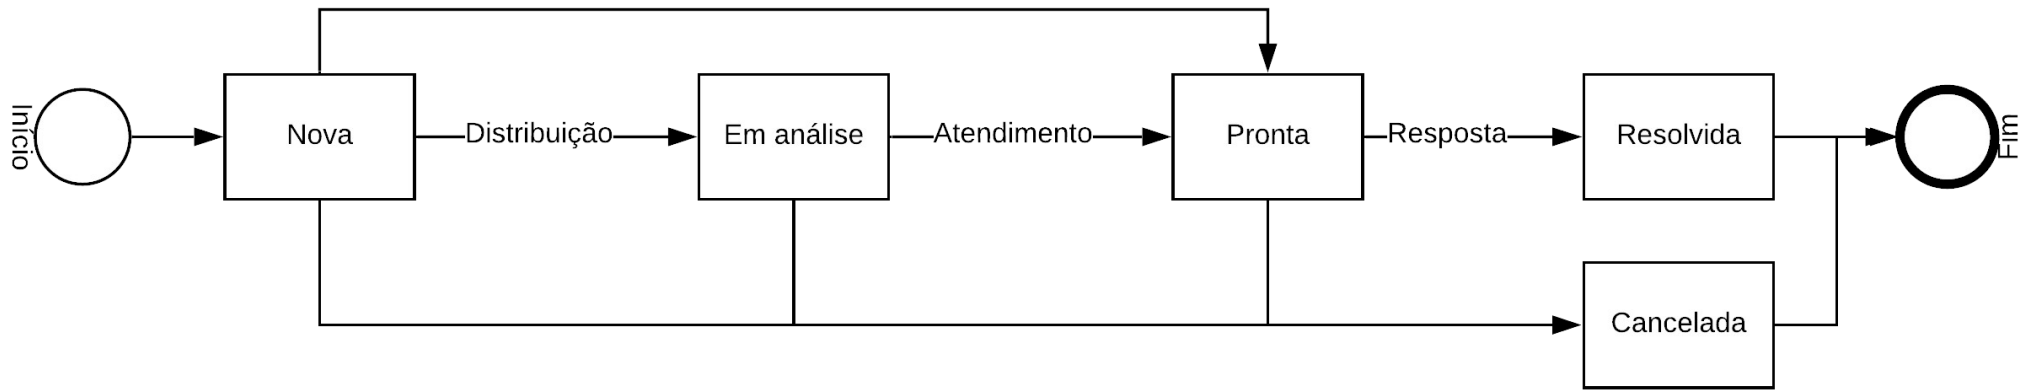 Início
Nova
Distribuição
Em análise
Atendimento
Pronta
Resposta
Resolvida
Fim
Cancelada